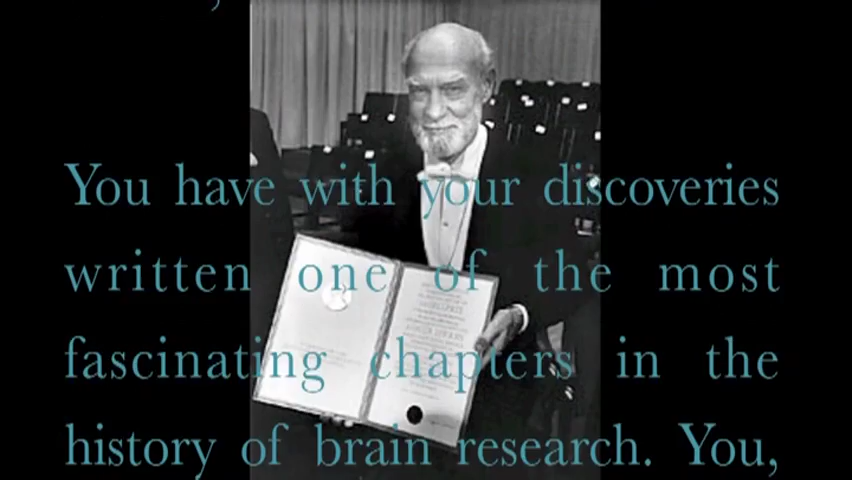 You have with your discoveries
written one of the most
fascinating chapters in the
history of brain research. You,